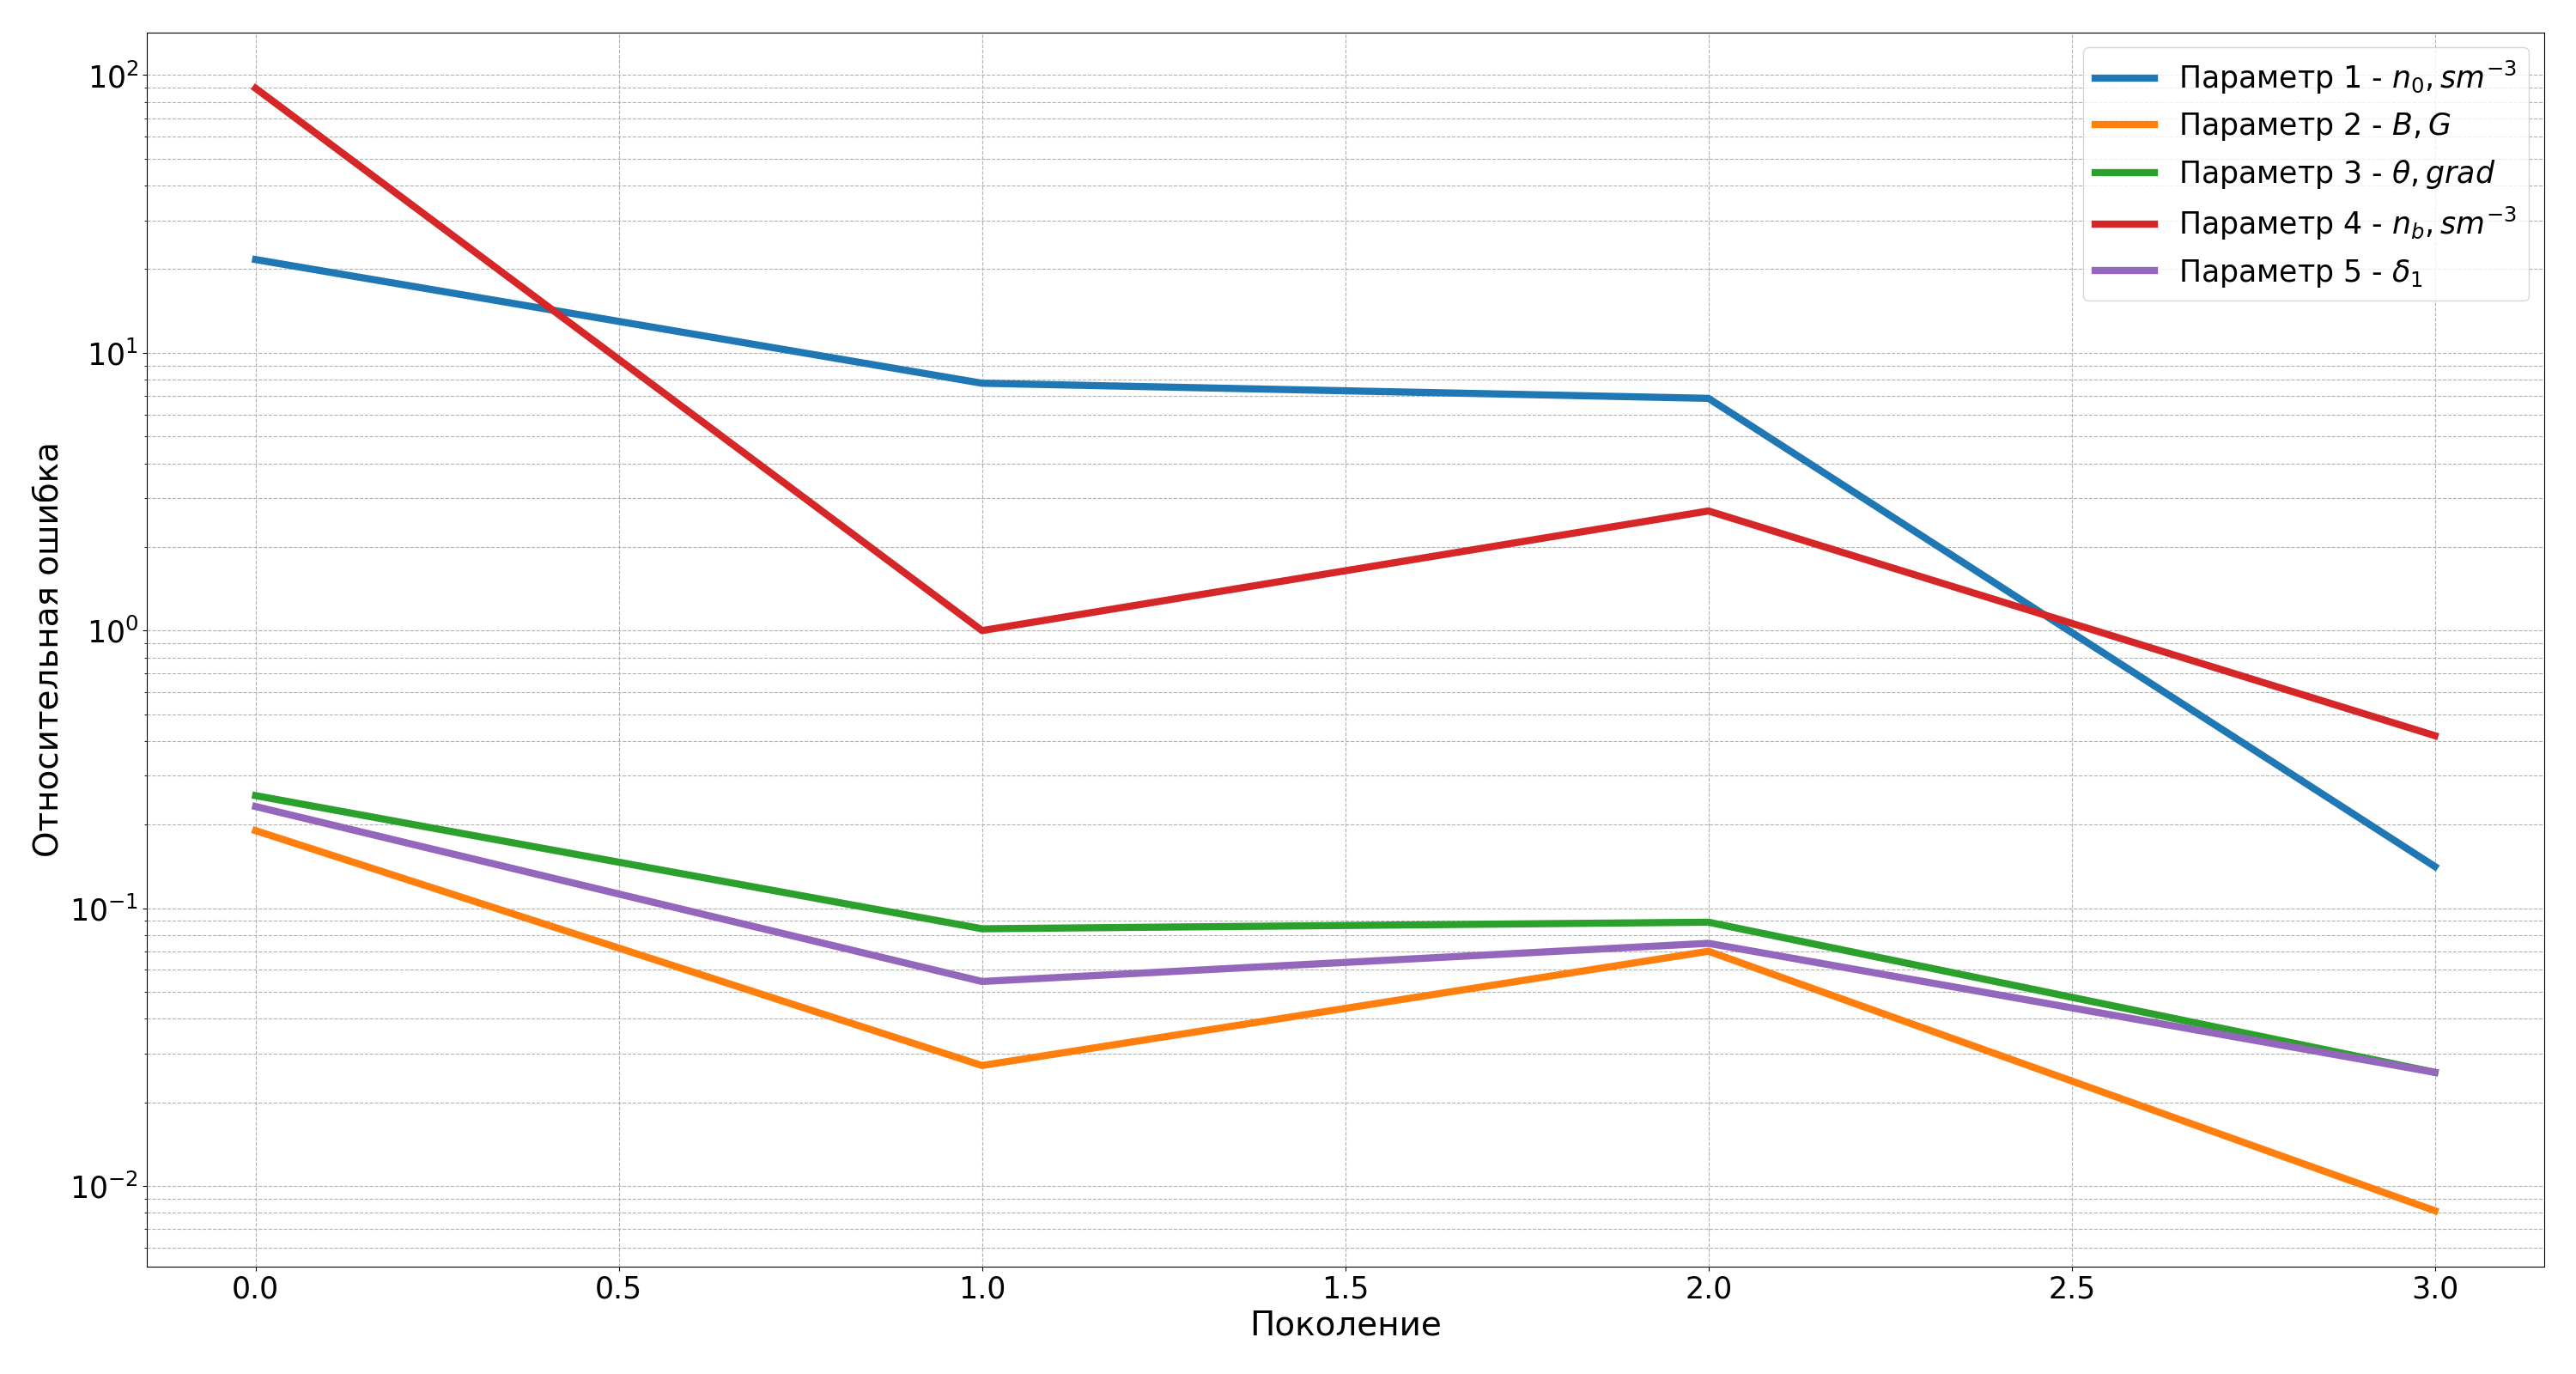 Относительная ошибка
10²
10¹
10⁰
10⁻¹
10⁻²
Параметр 1 - n₀, sm⁻³
Параметр 2 - B, G
Параметр 3 - θ, grad
Параметр 4 - n_b, sm⁻³
Параметр 5 - δ₁
0.0 0.5 1.0 1.5 2.0 2.5 3.0
Поколение